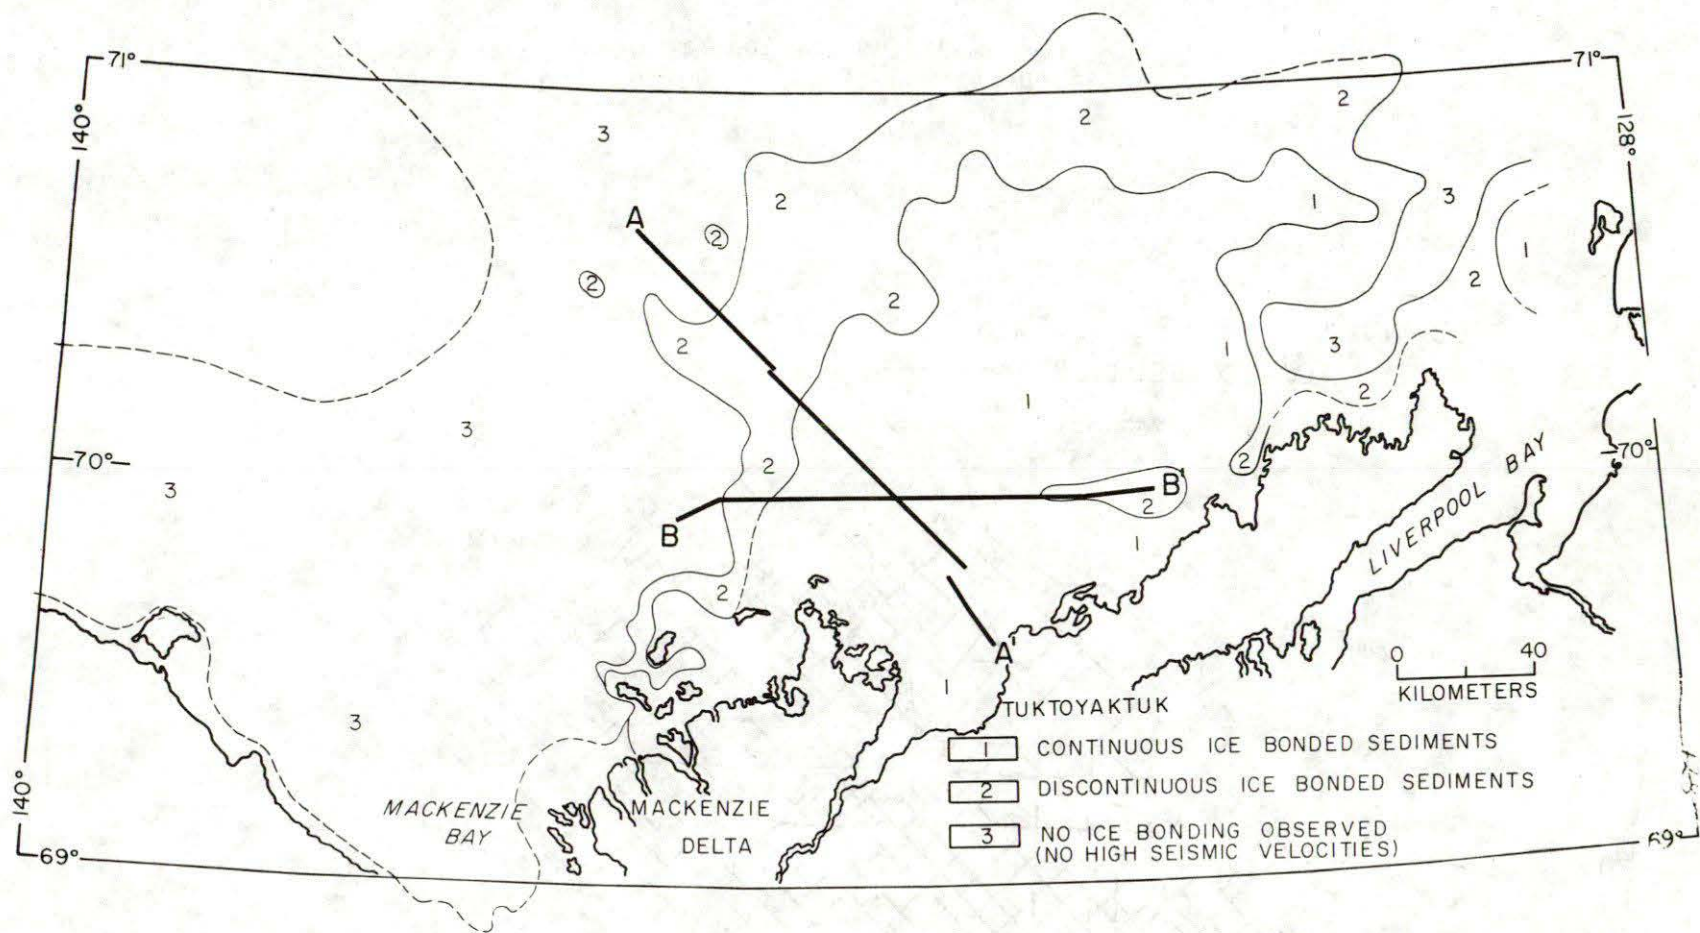 71°
71°
140°
128°
3
2
2
2
3
1
A
2
2
1
2
2
2
3
1
2
2
1
3
70°
70°
2
2
3
B'
2
B
1
LIVERPOOL BAY
2
A'
0 40
KILOMETERS
1
TUKTOYAKTUK
3
1 CONTINUOUS ICE BONDED SEDIMENTS
2 DISCONTINUOUS ICE BONDED SEDIMENTS
3 NO ICE BONDING OBSERVED
(NO HIGH SEISMIC VELOCITIES)
140°
MACKENZIE
BAY
MACKENZIE
DELTA
69°
69°